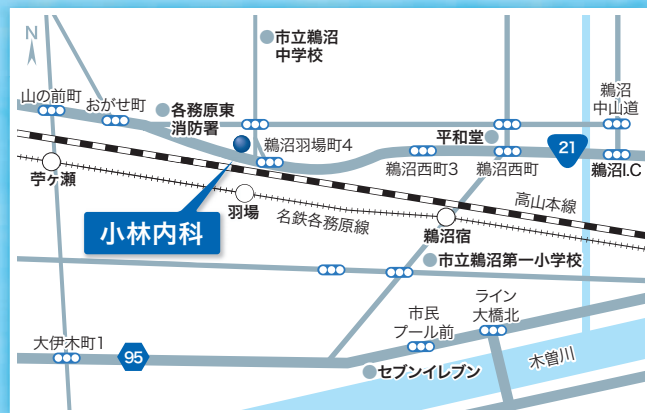 N
市立鵜沼
中学校
山の前町
おがせ町
各務原東
消防署
鵜沼
中山道
鵜沼羽場町4
平和堂
21
鵜沼西町3
鵜沼西町
鵜沼I.C
苧ヶ瀬
羽場
高山本線
小林内科
名鉄各務原線
鵜沼宿
市立鵜沼第一小学校
ライン
大橋北
市民
プール前
大伊木町1
95
木曽川
セブンイレブン